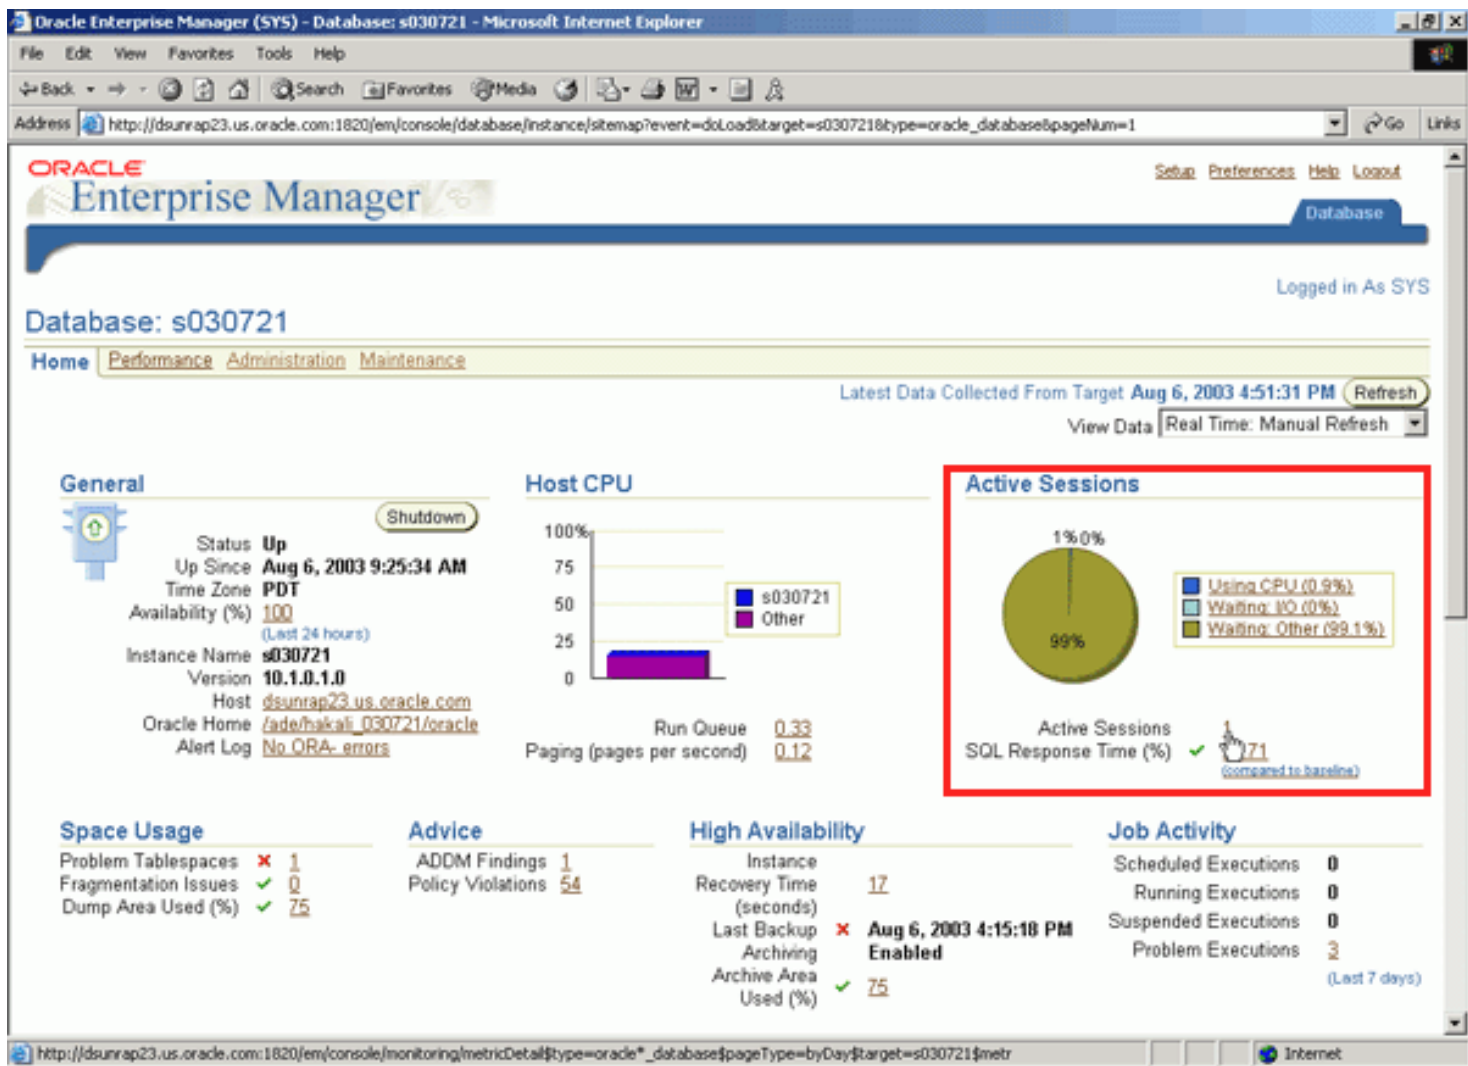 Oracle Enterprise Manager (SYS) - Database: s030721 - Microsoft Internet Explorer
File Edit View Favorites Tools Help
Back Search Favorites Media
Address http://dsunrap23.us.oracle.com:1820/em/console/database/instance/sitemap?event=doLoad&target=s030721&type=oracle_database&pageNum=1 Go Links
ORACLE
Enterprise Manager
Setup Preferences Help Logout
Database
Logged in As SYS
Database: s030721
Home Performance Administration Maintenance
Latest Data Collected From Target Aug 6, 2003 4:51:31 PM Refresh
View Data Real Time: Manual Refresh
General
Shutdown
Status Up
Up Since Aug 6, 2003 9:25:34 AM
Time Zone PDT
Availability (%) 100
(Last 24 hours)
Instance Name s030721
Version 10.1.0.1.0
Host dsunrap23.us.oracle.com
Oracle Home /ade/hakali_030721/oracle
Alert Log No ORA- errors
Host CPU
100%
75
50
25
0
s030721
Other
Run Queue 0.33
Paging (pages per second) 0.12
Active Sessions
1% 0%
99%
Using CPU (0.9%)
Waiting: I/O (0%)
Waiting: Other (99.1%)
Active Sessions 1
SQL Response Time (%) 71
(compared to baseline)
Space Usage
Problem Tablespaces 1
Fragmentation Issues 0
Dump Area Used (%) 75
Advice
ADDM Findings 1
Policy Violations 54
High Availability
Instance
Recovery Time 17
(seconds)
Last Backup Aug 6, 2003 4:15:18 PM
Archiving Enabled
Archive Area
Used (%) 75
Job Activity
Scheduled Executions 0
Running Executions 0
Suspended Executions 0
Problem Executions 3
(Last 7 days)
http://dsunrap23.us.oracle.com:1820/em/console/monitoring/metricDetail$type=oracle*_database$pageType=byDay$target=s030721$metr Internet